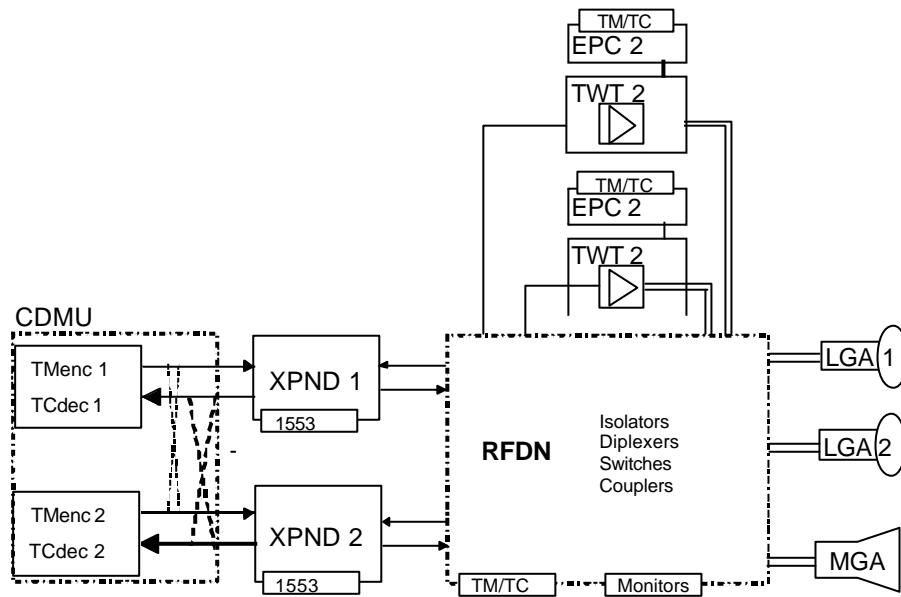 TM/TC
EPC 2
TWT 2
TM/TC
EPC 2
TWT 2
CDMU
TMenc 1
TCdec 1
XPND 1
1553
TMenc 2
TCdec 2
XPND 2
1553
RFDN
Isolators
Diplexers
Switches
Couplers
TM/TC
Monitors
LGA 1
LGA 2
MGA